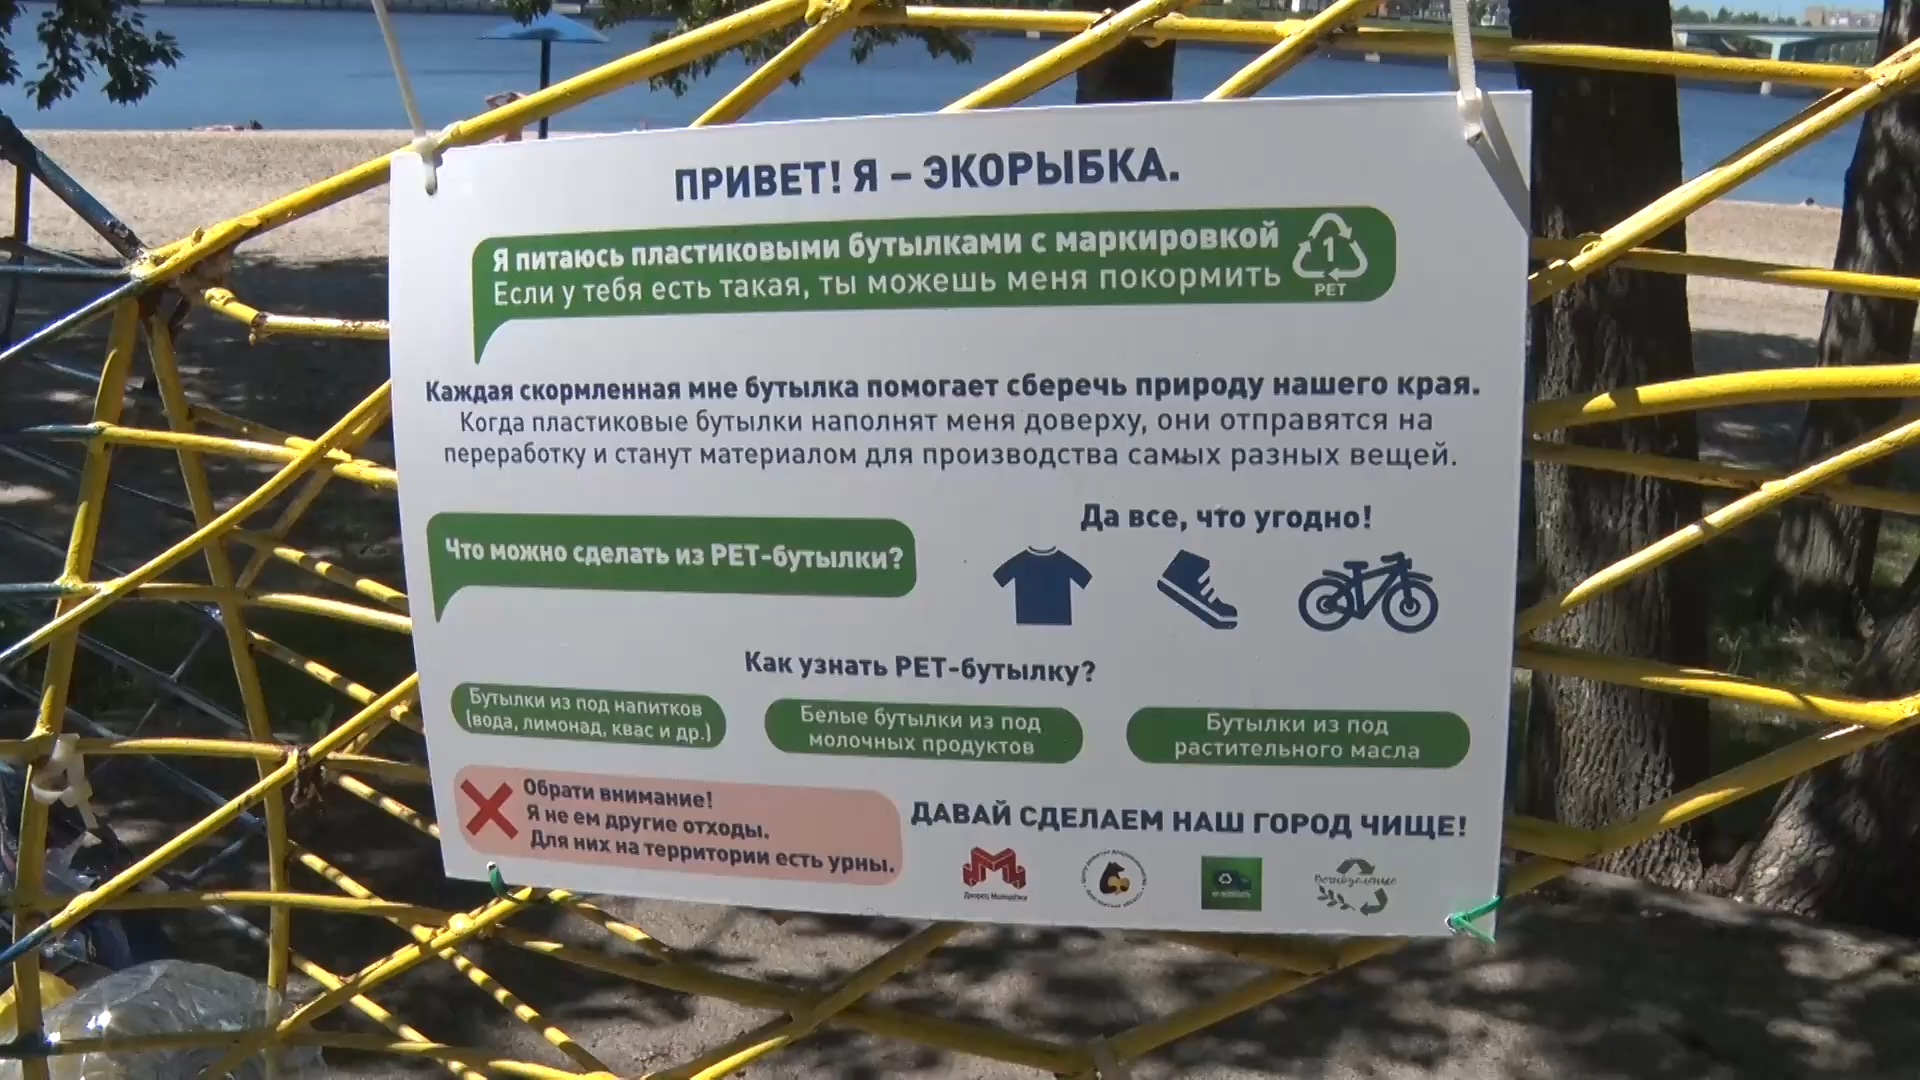 ПРИВЕТ! Я – ЭКОРЫБКА.
Я питаюсь пластиковыми бутылками с маркировкой
Если у тебя есть такая, ты можешь меня покормить
1
PET
Каждая скормленная мне бутылка помогает сберечь природу нашего края.
Когда пластиковые бутылки наполнят меня доверху, они отправятся на
переработку и станут материалом для производства самых разных вещей.
Что можно сделать из PET-бутылки?
Да все, что угодно!
Как узнать PET-бутылку?
Бутылки из под напитков
(вода, лимонад, квас и др.)
Белые бутылки из под
молочных продуктов
Бутылки из под
растительного масла
Обрати внимание!
Я не ем другие отходы.
Для них на территории есть урны.
ДАВАЙ СДЕЛАЕМ НАШ ГОРОД ЧИЩЕ!
Дворец Молодёжи